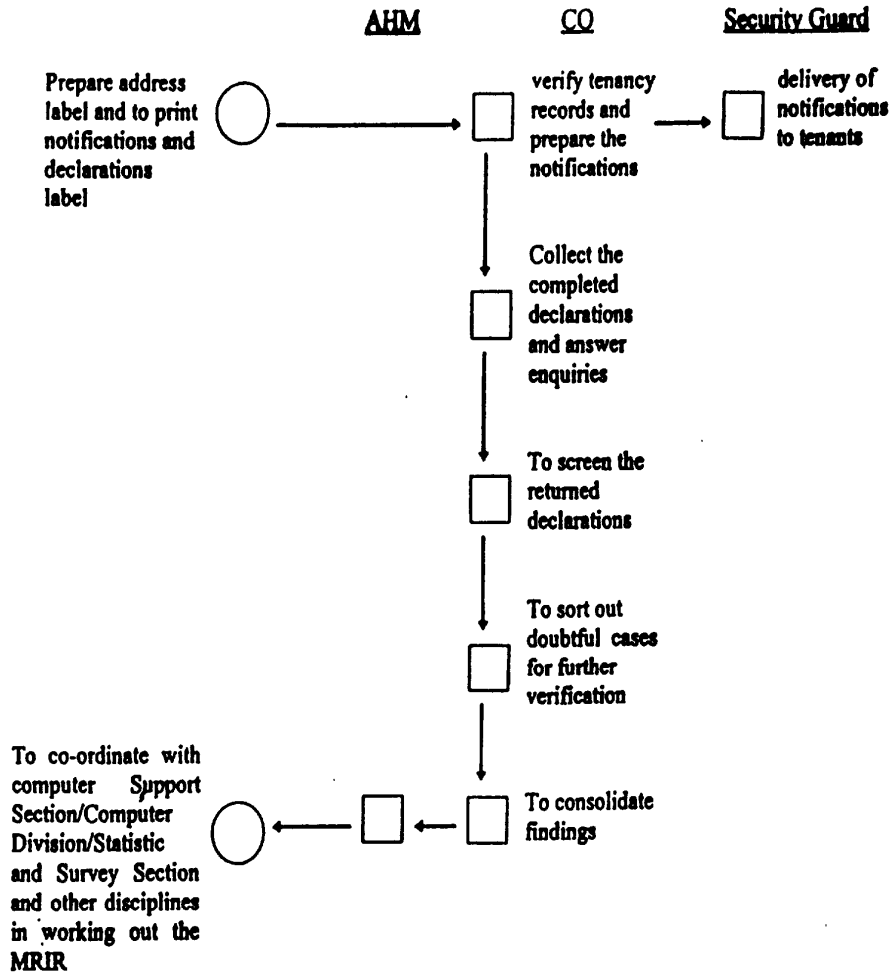 AHM CO Security Guard
Prepare address
label and to print
notifications and
declarations
label
verify tenancy
records and
prepare the
notifications
delivery of
notifications
to tenants
Collect the
completed
declarations
and answer
enquiries
To screen the
returned
declarations
To sort out
doubtful cases
for further
verification
To consolidate
findings
To co-ordinate with
computer Support
Section/Computer
Division/Statistic
and Survey Section
and other disciplines
in working out the
MRIR